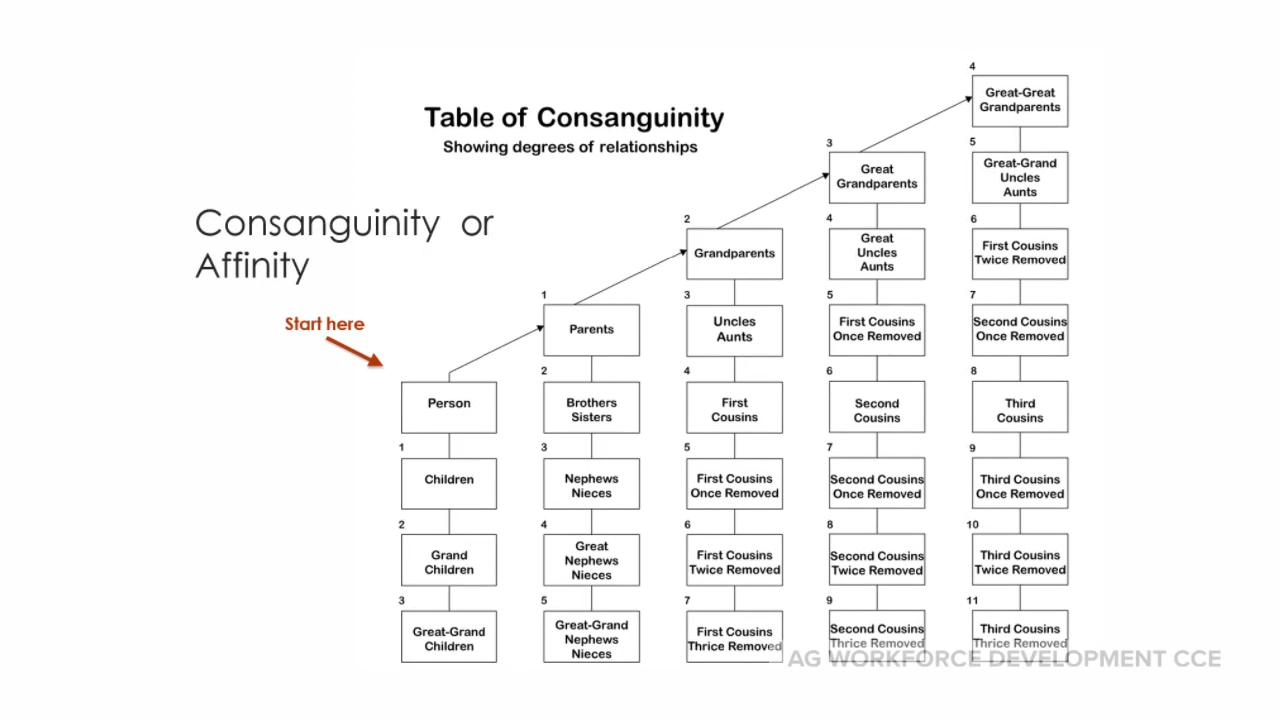 Table of Consanguinity
Showing degrees of relationships
Consanguinity or
Affinity
Start here
Person
1
Children
2
Grand
Children
3
Great-Grand
Children
1
Parents
2
Brothers
Sisters
3
Nephews
Nieces
4
Great
Nephews
Nieces
5
Great-Grand
Nephews
Nieces
2
Grandparents
3
Uncles
Aunts
4
First
Cousins
5
First Cousins
Once Removed
6
First Cousins
Twice Removed
7
First Cousins
Thrice Removed
3
Great
Grandparents
4
Great
Uncles
Aunts
5
First Cousins
Once Removed
6
Second
Cousins
7
Second Cousins
Once Removed
8
Second Cousins
Twice Removed
9
Second Cousins
Thrice Removed
4
Great-Great
Grandparents
5
Great-Grand
Uncles
Aunts
6
First Cousins
Twice Removed
7
Second Cousins
Once Removed
8
Third
Cousins
9
Third Cousins
Once Removed
10
Third Cousins
Twice Removed
11
Third Cousins
Thrice Removed
AG WORKFORCE DEVELOPMENT CCE